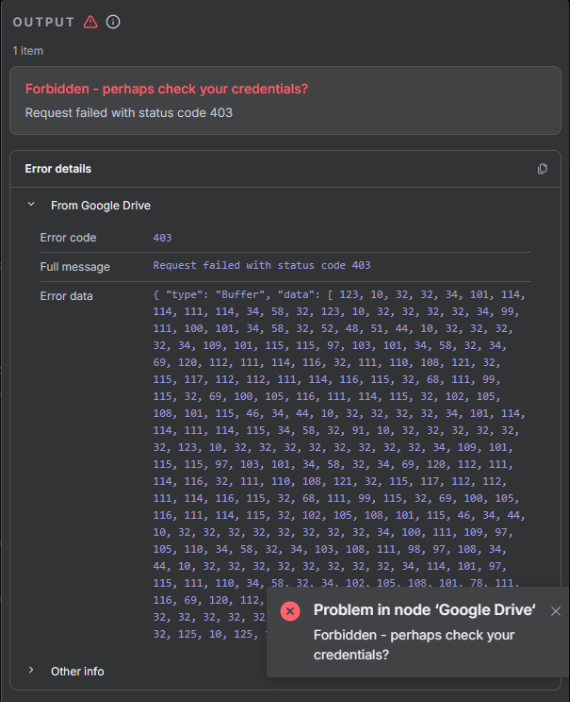 OUTPUT
1 item
Forbidden - perhaps check your credentials?
Request failed with status code 403
Error details
From Google Drive
Error code 403
Full message Request failed with status code 403
Error data { "type": "Buffer", "data": [ 123, 10, 32, 32, 34, 101, 114,
114, 111, 114, 34, 58, 32, 123, 10, 32, 32, 32, 32, 34, 99,
111, 100, 101, 34, 58, 32, 52, 48, 51, 44, 10, 32, 32, 32,
32, 34, 109, 101, 115, 115, 97, 103, 101, 34, 58, 32, 34,
69, 120, 112, 111, 114, 116, 32, 111, 110, 108, 121, 32,
115, 117, 112, 112, 111, 114, 116, 115, 32, 68, 111, 99,
115, 32, 69, 100, 105, 116, 111, 114, 115, 32, 102, 105,
108, 101, 115, 46, 34, 44, 10, 32, 32, 32, 32, 34, 101, 114,
114, 111, 114, 115, 34, 58, 32, 91, 10, 32, 32, 32, 32, 32,
32, 123, 10, 32, 32, 32, 32, 32, 32, 32, 32, 34, 109, 101,
115, 115, 97, 103, 101, 34, 58, 32, 34, 69, 120, 112, 111,
114, 116, 32, 111, 110, 108, 121, 32, 115, 117, 112, 112,
111, 114, 116, 115, 32, 68, 111, 99, 115, 32, 69, 100, 105,
116, 111, 114, 115, 32, 102, 105, 108, 101, 115, 46, 34, 44,
10, 32, 32, 32, 32, 32, 32, 32, 32, 34, 100, 111, 109, 97,
105, 110, 34, 58, 32, 34, 103, 108, 111, 98, 97, 108, 34,
44, 10, 32, 32, 32, 32, 32, 32, 32, 32, 34, 114, 101, 97,
115, 111, 110, 34, 58, 32, 34, 102, 105, 108, 101, 78, 111,
116, 69, 120, 112,
32, 32, 32, 32, 32,
32, 125, 10, 125,
Problem in node ‘Google Drive‘
Forbidden - perhaps check your
credentials?
Other info